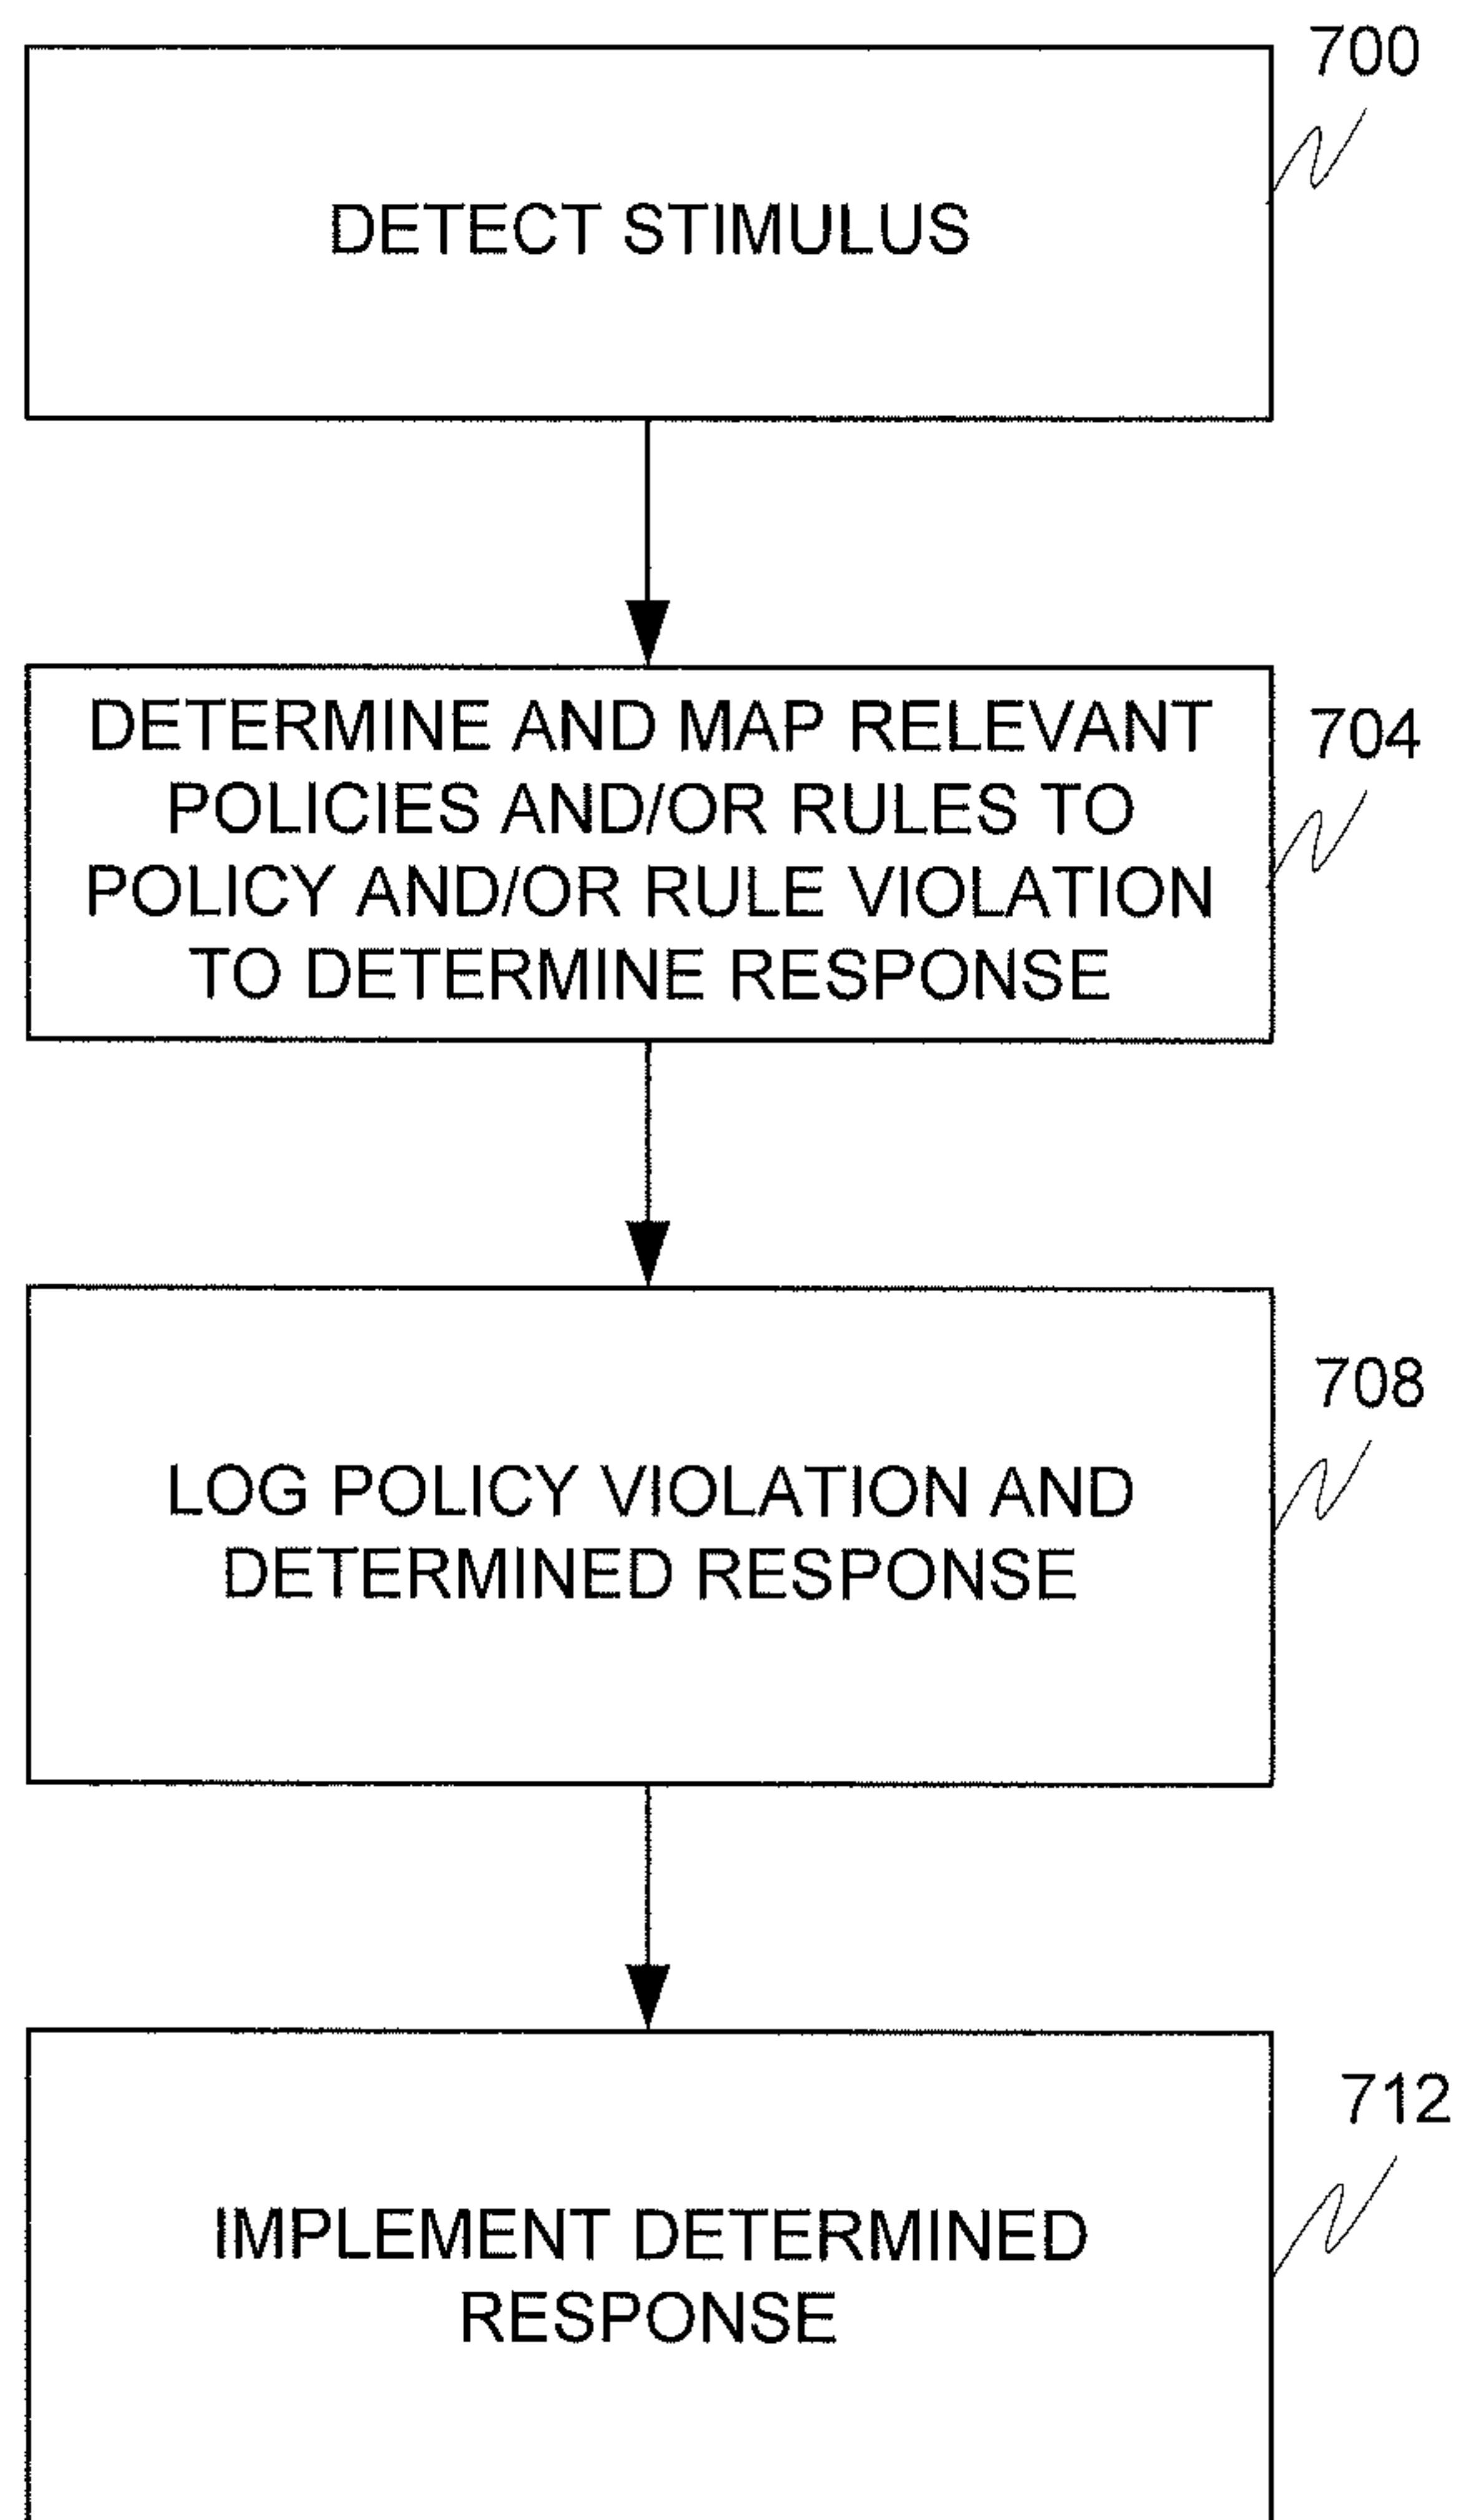 700
DETECT STIMULUS
DETERMINE AND MAP RELEVANT
POLICIES AND/OR RULES TO
POLICY AND/OR RULE VIOLATION
TO DETERMINE RESPONSE
704
708
LOG POLICY VIOLATION AND
DETERMINED RESPONSE
712
IMPLEMENT DETERMINED
RESPONSE